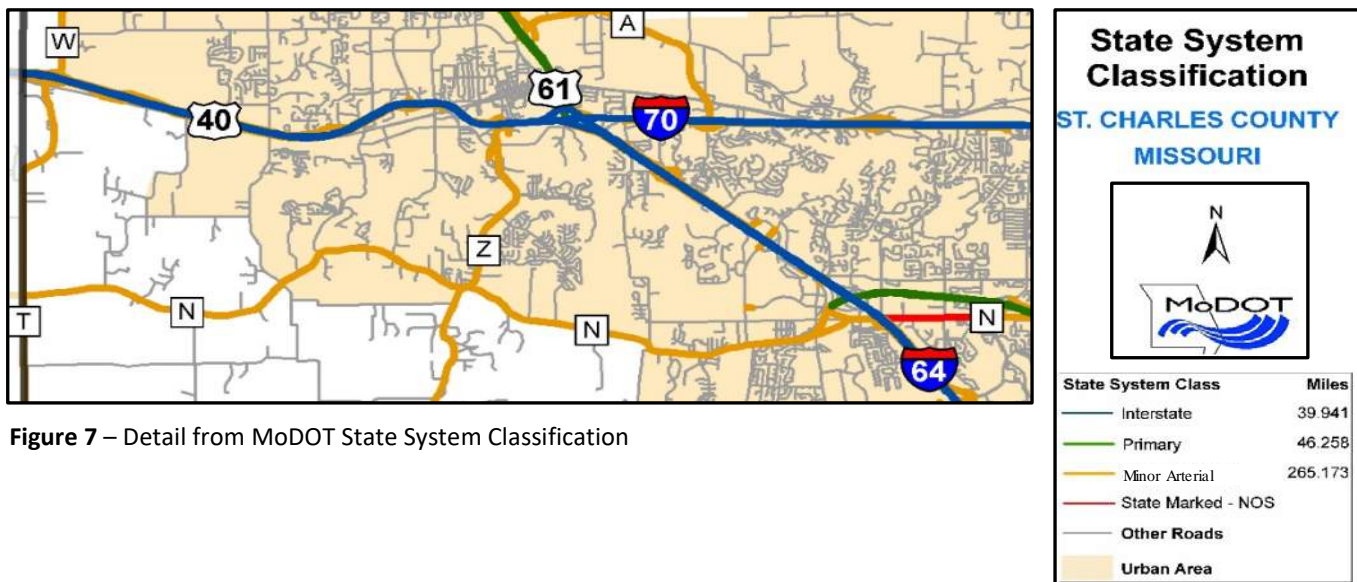 W
A
61
40
70
Z
N
N
N
T
64
Figure 7 – Detail from MoDOT State System Classification
State System
Classification
ST. CHARLES COUNTY
MISSOURI
N
MoDOT
State System Class Miles
Interstate 39.941
Primary 46.258
Minor Arterial 265.173
State Marked - NOS
Other Roads
Urban Area